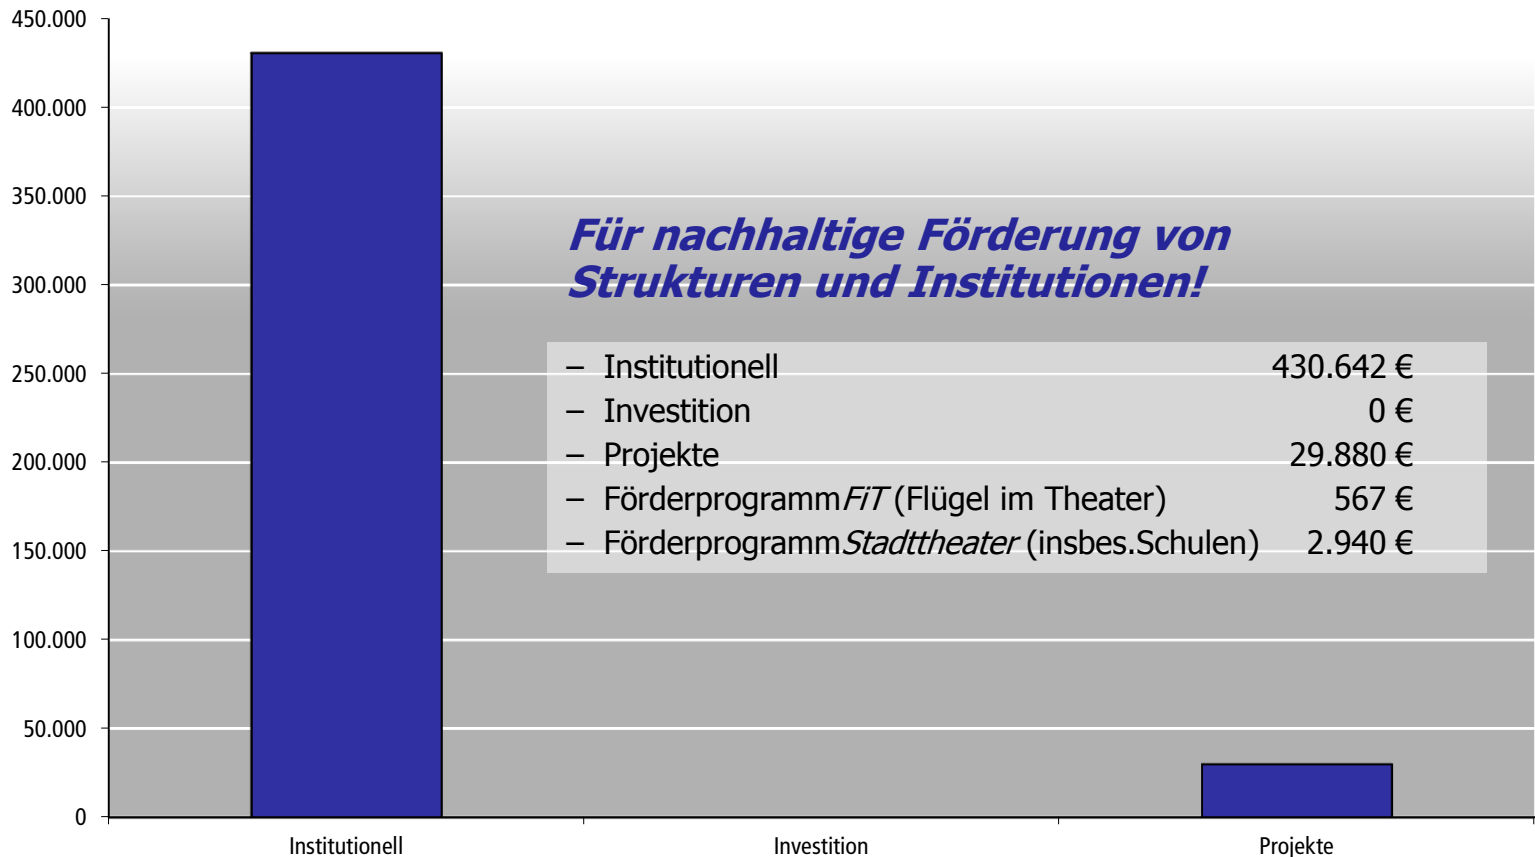 450.000
400.000
350.000
300.000
250.000
200.000
150.000
100.000
50.000
0
Für nachhaltige Förderung von
Strukturen und Institutionen!
– Institutionell 430.642 €
– Investition 0 €
– Projekte 29.880 €
– Förderprogramm FiT (Flügel im Theater) 567 €
– Förderprogramm Stadttheater (insbes.Schulen) 2.940 €
Institutionell Investition Projekte